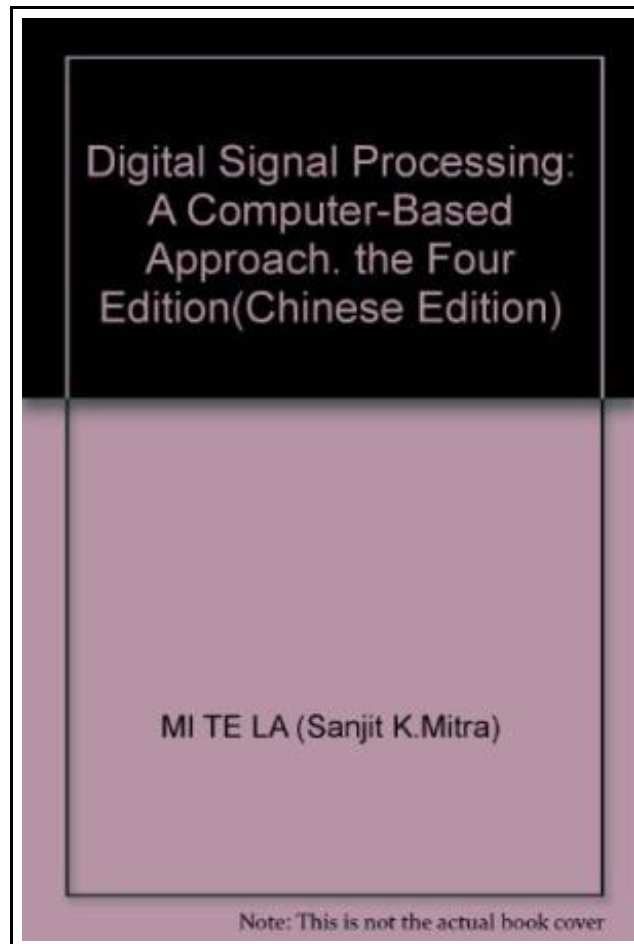 Digital Signal Processing:
A Computer-Based
Approach. the Four
Edition(Chinese Edition)
MI TE LA (Sanjit K.Mitra)
Note: This is not the actual book cover